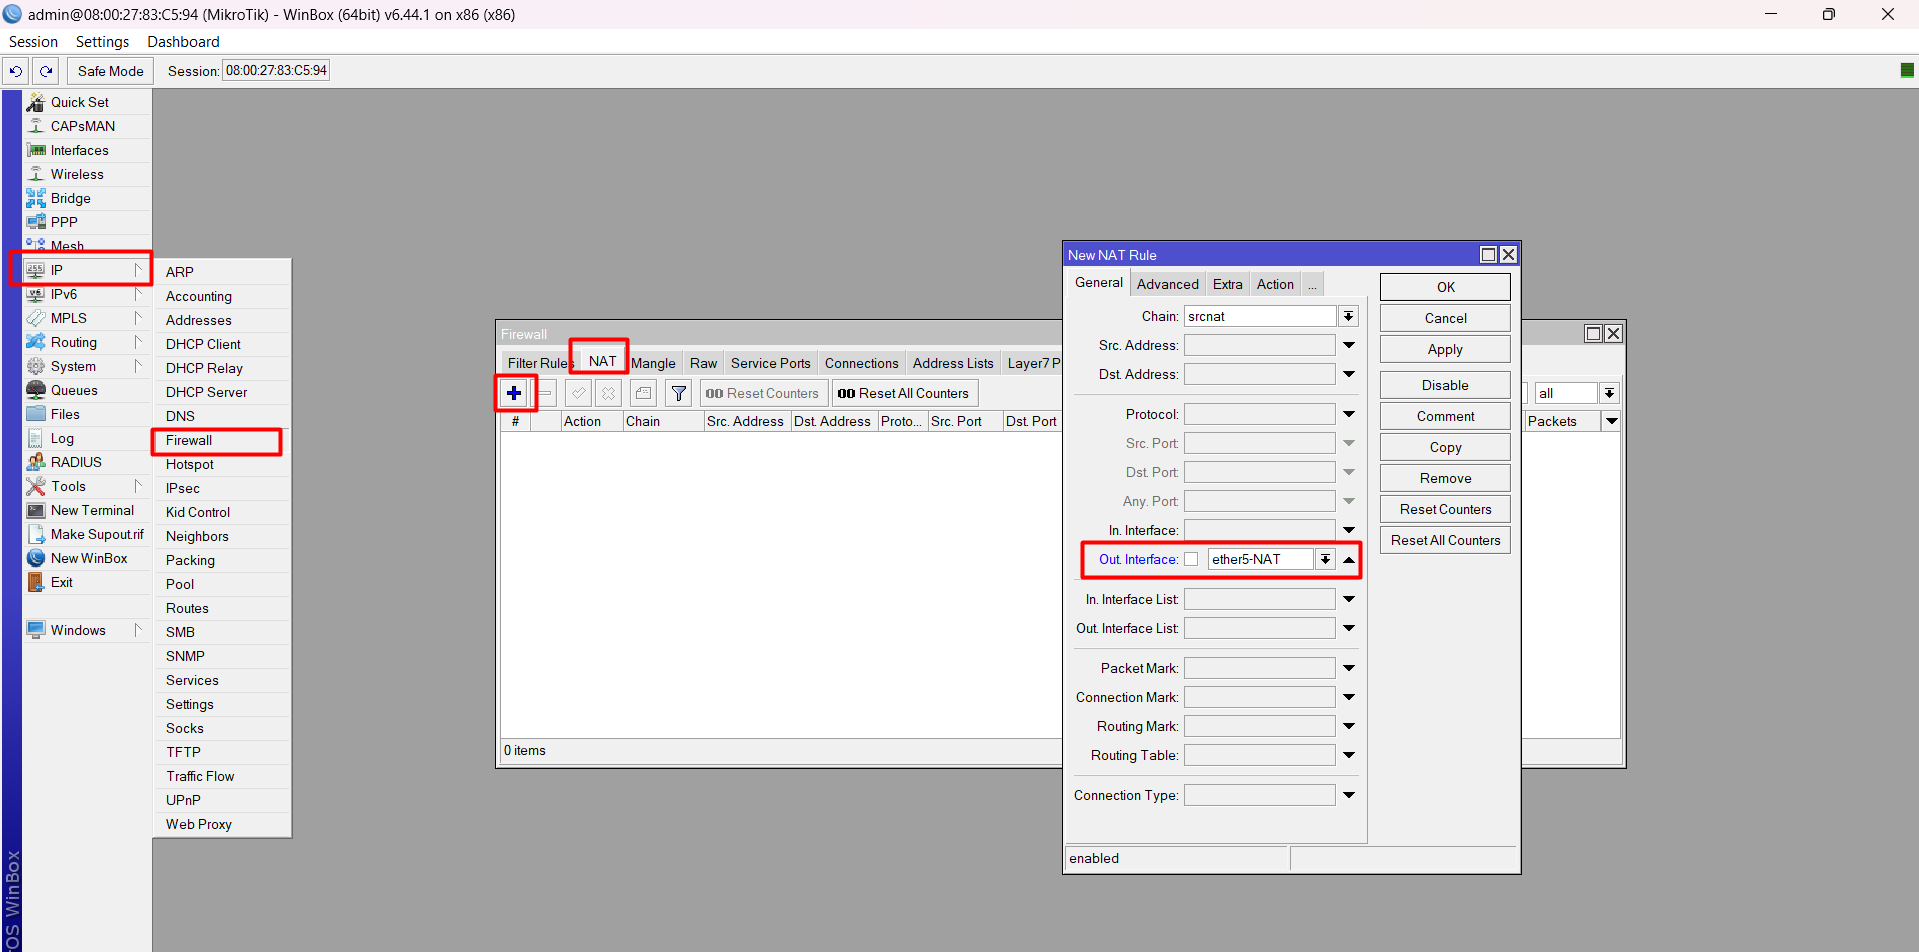 admin@08:00:27:83:C5:94 (MikroTik) - WinBox (64bit) v6.44.1 on x86 (x86)
Session Settings Dashboard
Safe Mode Session: 08:00:27:83:C5:94
Quick Set
CAPsMAN
Interfaces
Wireless
Bridge
PPP
Mesh
IP
IPv6
MPLS
Routing
System
Queues
Files
Log
RADIUS
Tools
New Terminal
Make Supout.rif
New WinBox
Exit
Windows
OS WinBox
ARP
Accounting
Addresses
DHCP Client
DHCP Relay
DHCP Server
DNS
Firewall
Hotspot
IPsec
Kid Control
Neighbors
Packing
Pool
Routes
SMB
SNMP
Services
Settings
Socks
TFTP
Traffic Flow
UPnP
Web Proxy
Firewall
Filter Rules NAT Mangle Raw Service Ports Connections Address Lists Layer7 P
00 Reset Counters 00 Reset All Counters all
# Action Chain Src. Address Dst. Address Proto... Src. Port Dst. Port Packets
0 items
New NAT Rule
General Advanced Extra Action ...
Chain: srcnat
Src. Address:
Dst. Address:
Protocol:
Src. Port:
Dst. Port:
Any. Port:
In. Interface:
Out. Interface: ether5-NAT
In. Interface List:
Out. Interface List:
Packet Mark:
Connection Mark:
Routing Mark:
Routing Table:
Connection Type:
enabled
OK
Cancel
Apply
Disable
Comment
Copy
Remove
Reset Counters
Reset All Counters